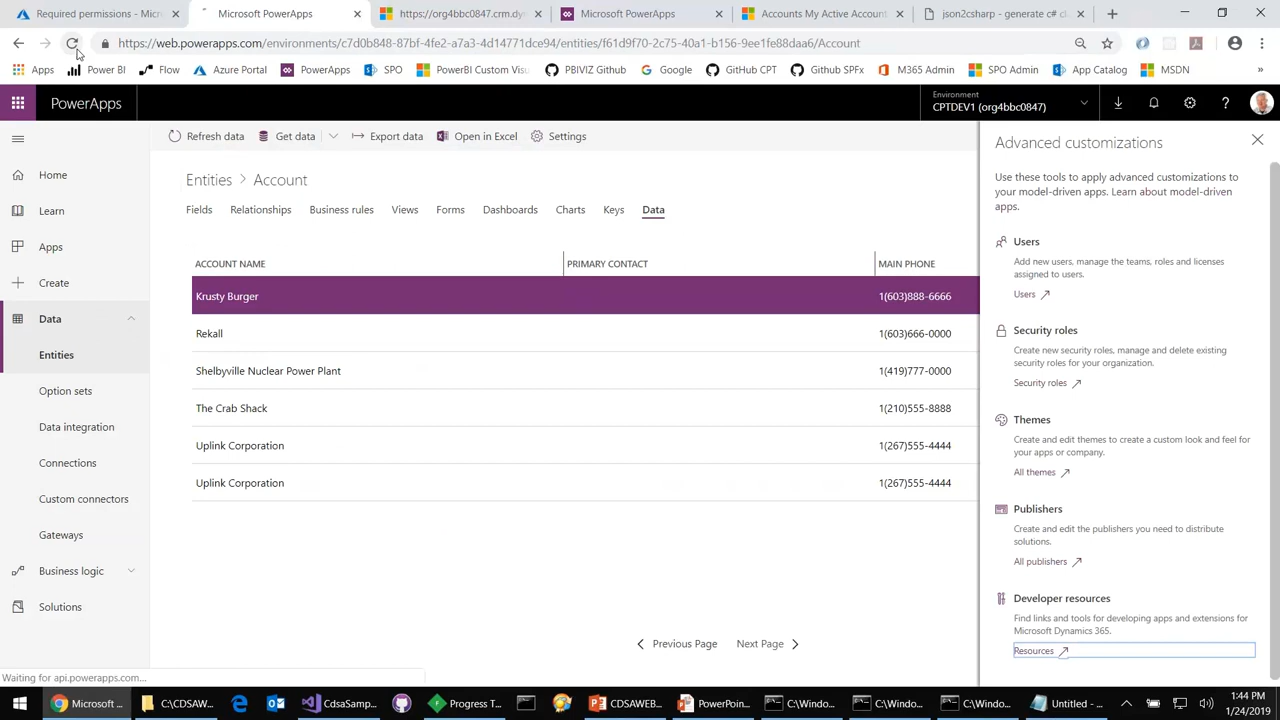 Required permissions - Micro
Microsoft PowerApps
https://org4bbc0847.crm.dyn
Microsoft PowerApps
Accounts My Active Account
json2csharp - generate c# cl
https://web.powerapps.com/environments/c7d0b848-87bf-4fe2-a7a3-4d14771dce94/entities/f61d9f70-2c75-40a1-b156-9ee1fe88daa6/Account
Apps
Power BI
Flow
Azure Portal
PowerApps
SPO
PowerBI Custom Visu
PBIVIZ Github
Google
GitHub CPT
Github SPFx
M365 Admin
SPO Admin
App Catalog
MSDN
PowerApps
Environment
CPTDEV1 (org4bbc0847)
Refresh data
Get data
Export data
Open in Excel
Settings
Home
Learn
Apps
Create
Data
Entities
Option sets
Data integration
Connections
Custom connectors
Gateways
Business logic
Solutions
Entities > Account
Fields
Relationships
Business rules
Views
Forms
Dashboards
Charts
Keys
Data
ACCOUNT NAME
PRIMARY CONTACT
MAIN PHONE
Krusty Burger 1(603)888-6666
Rekall 1(603)666-0000
Shelbyville Nuclear Power Plant 1(419)777-0000
The Crab Shack 1(210)555-8888
Uplink Corporation 1(267)555-4444
Uplink Corporation 1(267)555-4444
Previous Page
Next Page
Advanced customizations
Use these tools to apply advanced customizations to
your model-driven apps. Learn about model-driven
apps.
Users
Add new users, manage the teams, roles and licenses
assigned to users.
Users
Security roles
Create new security roles, manage and delete existing
security roles for your organization.
Security roles
Themes
Create and edit themes to create a custom look and feel for
your apps or company.
All themes
Publishers
Create and edit the publishers you need to distribute
solutions.
All publishers
Developer resources
Find links and tools for developing apps and extensions for
Microsoft Dynamics 365.
Resources
Waiting for api.powerapps.com...
Microsoft ...
C:\CDSAW...
CdsaSamp...
Progress T...
CDSAWEB...
PowerPoin...
C:\Windo...
C:\Windo...
C:\Windo...
Untitled - ...
1:44 PM
1/24/2019